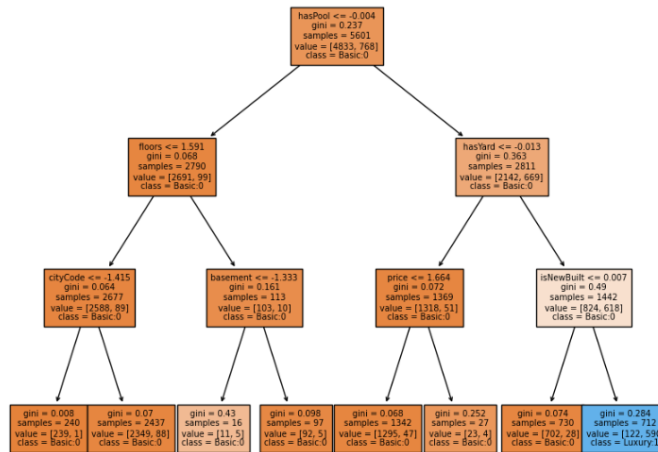 hasPool <= -0.004
gini = 0.237
samples = 5601
value = [4833, 768]
class = Basic:0
floors <= 1.591
gini = 0.068
samples = 2790
value = [2691, 99]
class = Basic:0
hasYard <= -0.013
gini = 0.363
samples = 2811
value = [2142, 669]
class = Basic:0
cityCode <= -1.415
gini = 0.064
samples = 2677
value = [2588, 89]
class = Basic:0
basement <= -1.333
gini = 0.161
samples = 113
value = [103, 10]
class = Basic:0
price <= 1.664
gini = 0.072
samples = 1369
value = [1318, 51]
class = Basic:0
isNewBuilt <= 0.007
gini = 0.49
samples = 1442
value = [824, 618]
class = Basic:0
gini = 0.008
samples = 240
value = [239, 1]
class = Basic:0
gini = 0.07
samples = 2437
value = [2349, 88]
class = Basic:0
gini = 0.43
samples = 16
value = [11, 5]
class = Basic:0
gini = 0.098
samples = 97
value = [92, 5]
class = Basic:0
gini = 0.068
samples = 1342
value = [1295, 47]
class = Basic:0
gini = 0.252
samples = 27
value = [23, 4]
class = Basic:0
gini = 0.074
samples = 730
value = [702, 28]
class = Basic:0
gini = 0.284
samples = 712
value = [122, 590]
class = Luxury:1